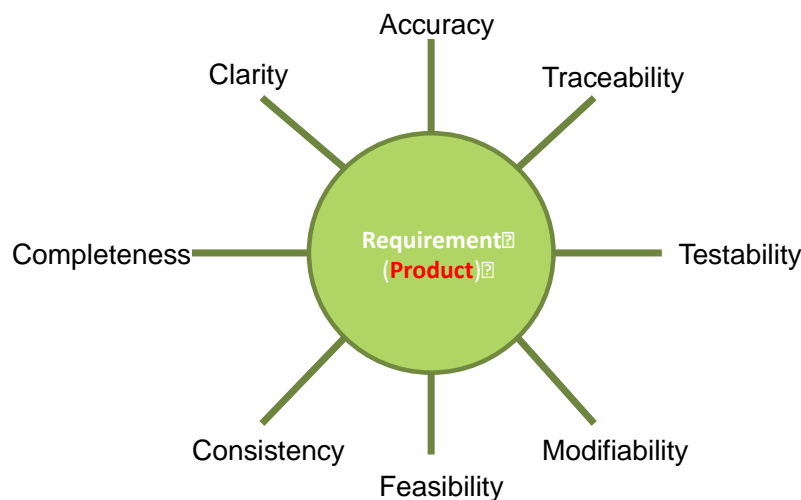 Accuracy
Clarity
Traceability
Completeness
Requirement
(Product)
Testability
Consistency
Modifiability
Feasibility